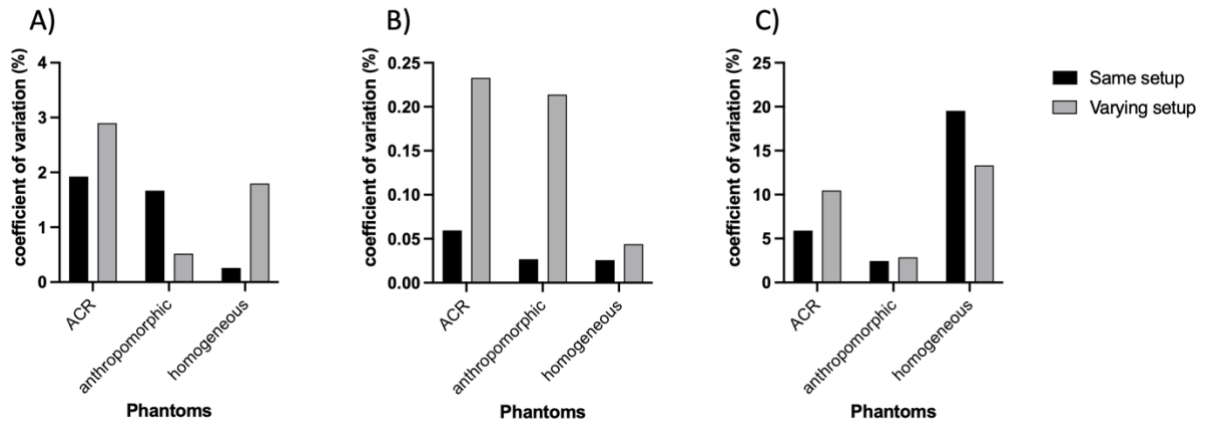 A)
coefficient of variation (%)
4
3
2
1
0
ACR
anthropomorphic
homogeneous
Phantoms
B)
coefficient of variation (%)
0.25
0.20
0.15
0.10
0.05
0.00
ACR
anthropomorphic
homogeneous
Phantoms
C)
coefficient of variation (%)
25
20
15
10
5
0
ACR
anthropomorphic
homogeneous
Phantoms
Same setup
Varying setup